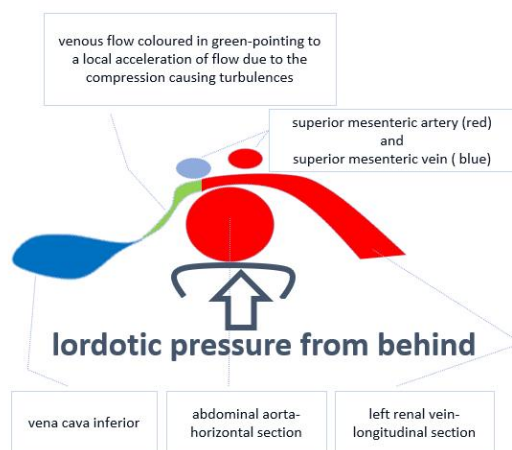 venous flow coloured in green-pointing to
a local acceleration of flow due to the
compression causing turbulences
superior mesenteric artery (red)
and
superior mesenteric vein ( blue)
lordotic pressure from behind
vena cava inferior
abdominal aorta-
horizontal section
left renal vein-
longitudinal section